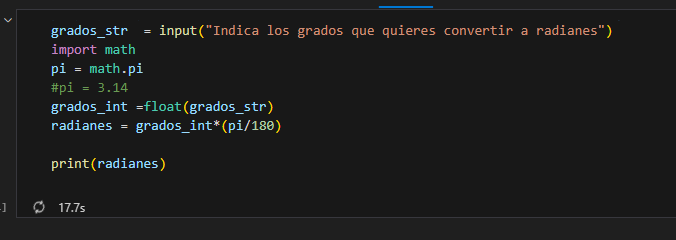 grados_str  = input("Indica los grados que quieres convertir a radianes")
import math
pi = math.pi
#pi = 3.14
grados_int =float(grados_str)
radianes = grados_int*(pi/180)
print(radianes)
17.7s